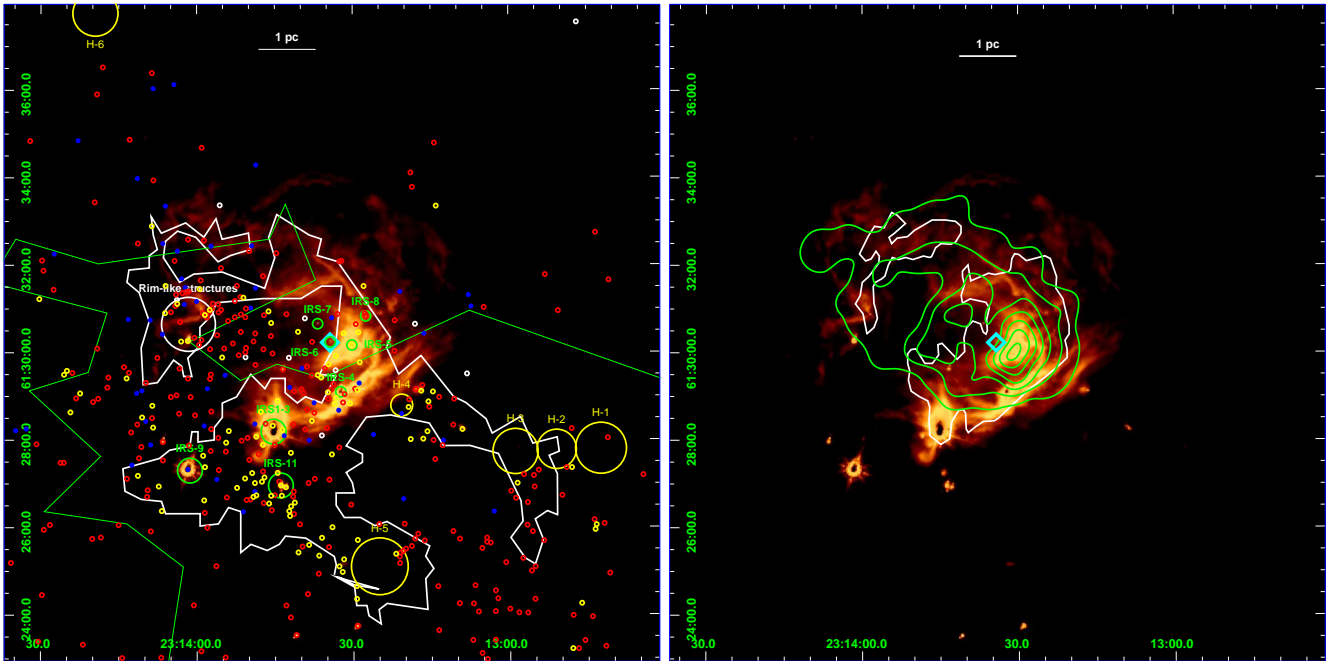 H-6
1 pc
36:00.0
34:00.0
32:00.0
Rim-like structures
IRS-8
IRS-7
IRS-5
IRS-6
61:30:00.0
IRS-4
H-4
IRS1-3
H-3
H-2
H-1
IRS-9
28:00.0
IRS-11
26:00.0
H-5
24:00.0
30.0
23:14:00.0
30.0
13:00.0
1 pc
36:00.0
34:00.0
32:00.0
61:30:00.0
28:00.0
26:00.0
24:00.0
30.0
23:14:00.0
30.0
13:00.0